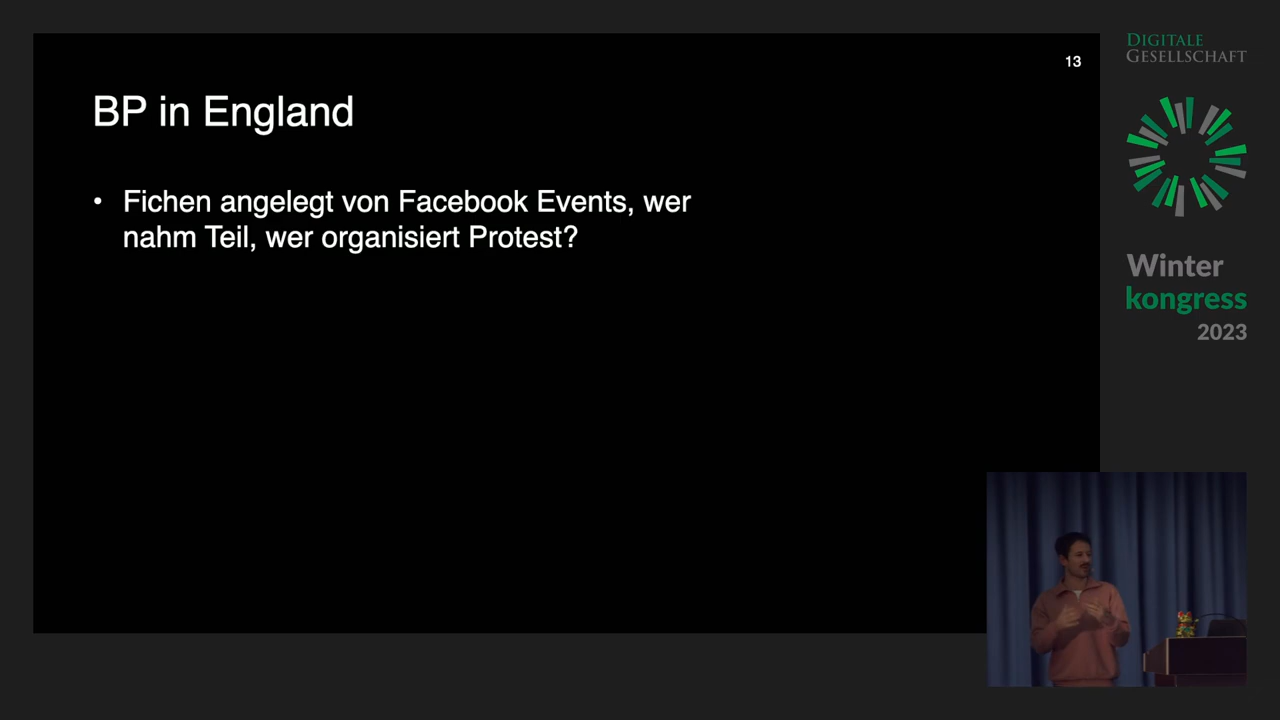 13
BP in England
• Fichen angelegt von Facebook Events, wer
nahm Teil, wer organisiert Protest?
DIGITALE
GESELLSCHAFT
Winter
kongress
2023